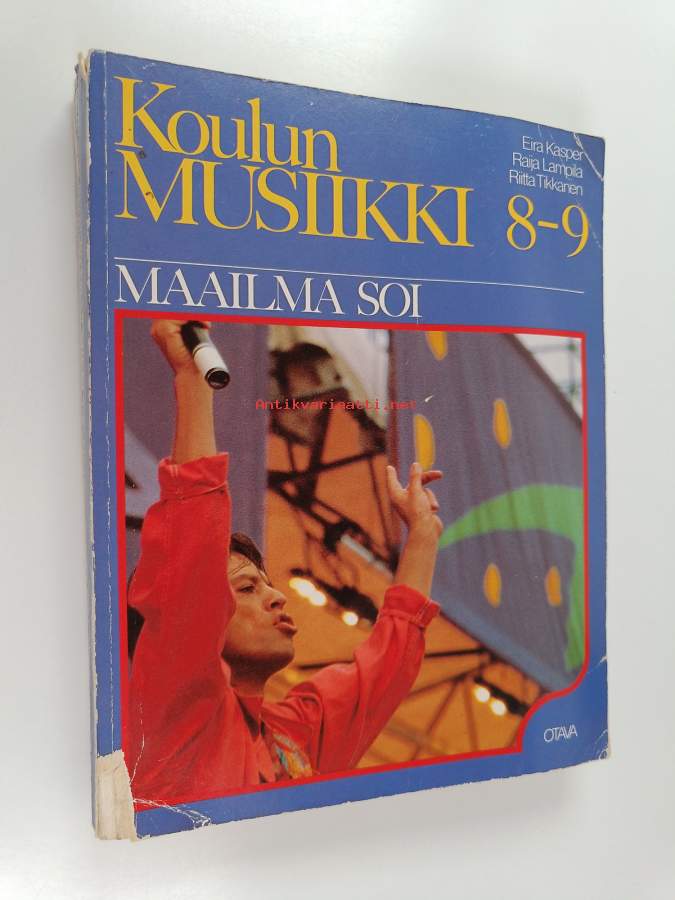 Koulun
MUSIIKKI 8-9
Eira Kasper
Raija Lampila
Riitta Tikkanen
MAAILMA SOI
Antikvariaatti.net
OTAVA